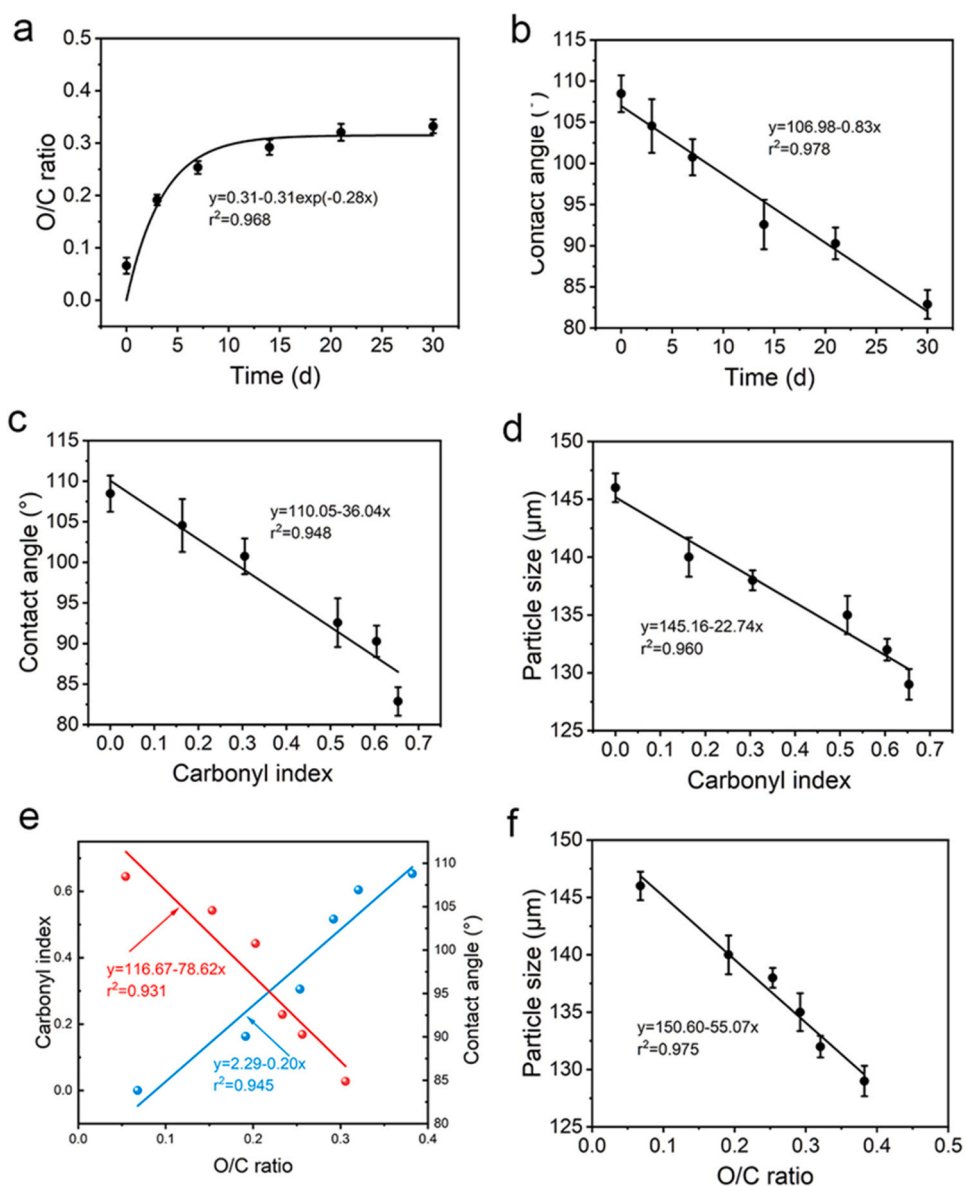 a
0.5
0.4
0.3
0.2
0.1
0.0
O/C ratio
y=0.31-0.31exp(-0.28x)
r²=0.968
0 5 10 15 20 25 30
Time (d)
b
115
110
105
100
95
90
85
80
Contact angle (°)
y=106.98-0.83x
r²=0.978
0 5 10 15 20 25 30
Time (d)
c
115
110
105
100
95
90
85
80
Contact angle (°)
y=110.05-36.04x
r²=0.948
0.0 0.1 0.2 0.3 0.4 0.5 0.6 0.7
Carbonyl index
d
150
145
140
135
130
125
Particle size (μm)
y=145.16-22.74x
r²=0.960
0.0 0.1 0.2 0.3 0.4 0.5 0.6 0.7
Carbonyl index
e
0.6
0.4
0.2
0.0
Carbonyl index
y=116.67-78.62x
r²=0.931
y=2.29-0.20x
r²=0.945
110
105
100
95
90
85
80
Contact angle (°)
0.0 0.1 0.2 0.3 0.4
O/C ratio
f
150
145
140
135
130
125
Particle size (μm)
y=150.60-55.07x
r²=0.975
0.0 0.1 0.2 0.3 0.4 0.5
O/C ratio